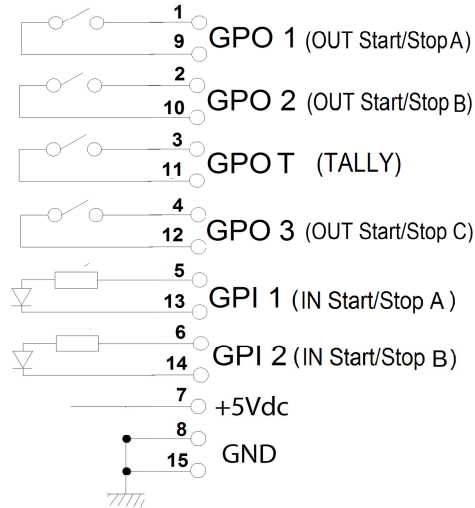 1
9
GPO 1 (OUT Start/Stop A)
2
10
GPO 2 (OUT Start/Stop B)
3
11
GPO T (TALLY)
4
12
GPO 3 (OUT Start/Stop C)
5
13
GPI 1 (IN Start/Stop A )
6
14
GPI 2 (IN Start/Stop B )
7
+5Vdc
8
15
GND